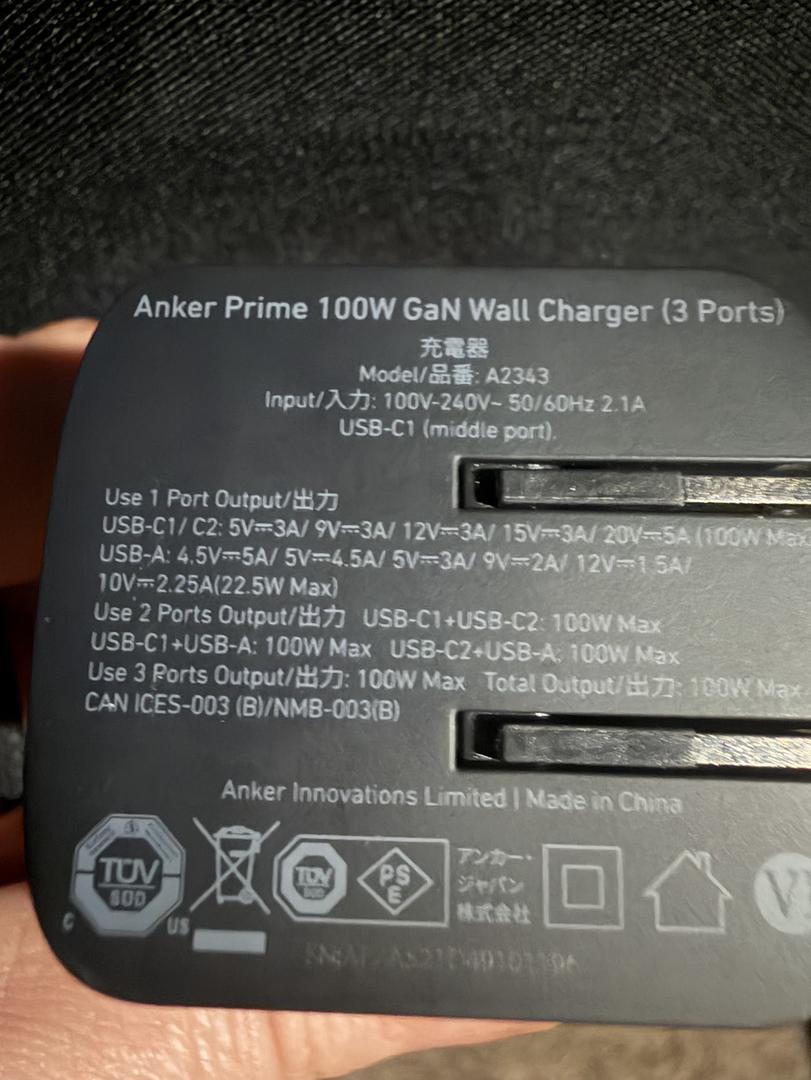 Anker Prime 100W GaN Wall Charger (3 Ports)
充電器
Model/品番: A2343
Input/入力: 100V-240V~ 50/60Hz 2.1A
USB-C1 (middle port).
Use 1 Port Output/出力
USB-C1/ C2: 5V⎓3A/ 9V⎓3A/ 12V⎓3A/ 15V⎓3A/ 20V⎓5A (100W Max
USB-A: 4.5V⎓5A/ 5V⎓4.5A/ 5V⎓3A/ 9V⎓2A/ 12V⎓1.5A/
10V⎓2.25A(22.5W Max)
Use 2 Ports Output/出力 USB-C1+USB-C2: 100W Max
USB-C1+USB-A: 100W Max USB-C2+USB-A: 100W Max
Use 3 Ports Output/出力: 100W Max Total Output/出力: 100W Max
CAN ICES-003 (B)/NMB-003(B)
Anker Innovations Limited | Made in China
TÜV
SÜD
C US
TÜV
SÜD
PS
E
アンカー・
ジャパン
株式会社